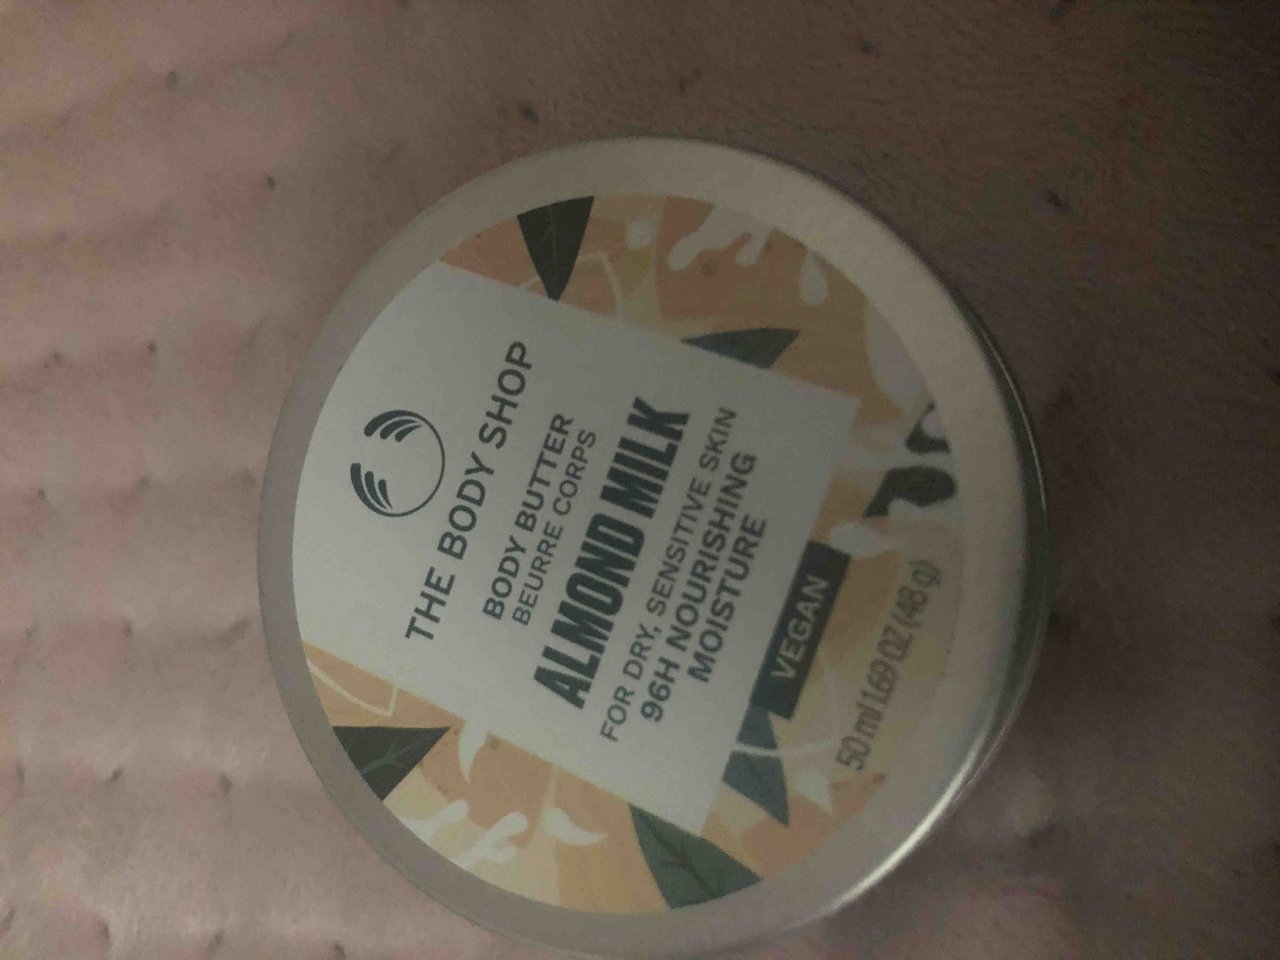 THE BODY SHOP
BODY BUTTER
BEURRE CORPS
ALMOND MILK
FOR DRY, SENSITIVE SKIN
96H NOURISHING
MOISTURE
VEGAN
50 ml 1.69 OZ (48 g)